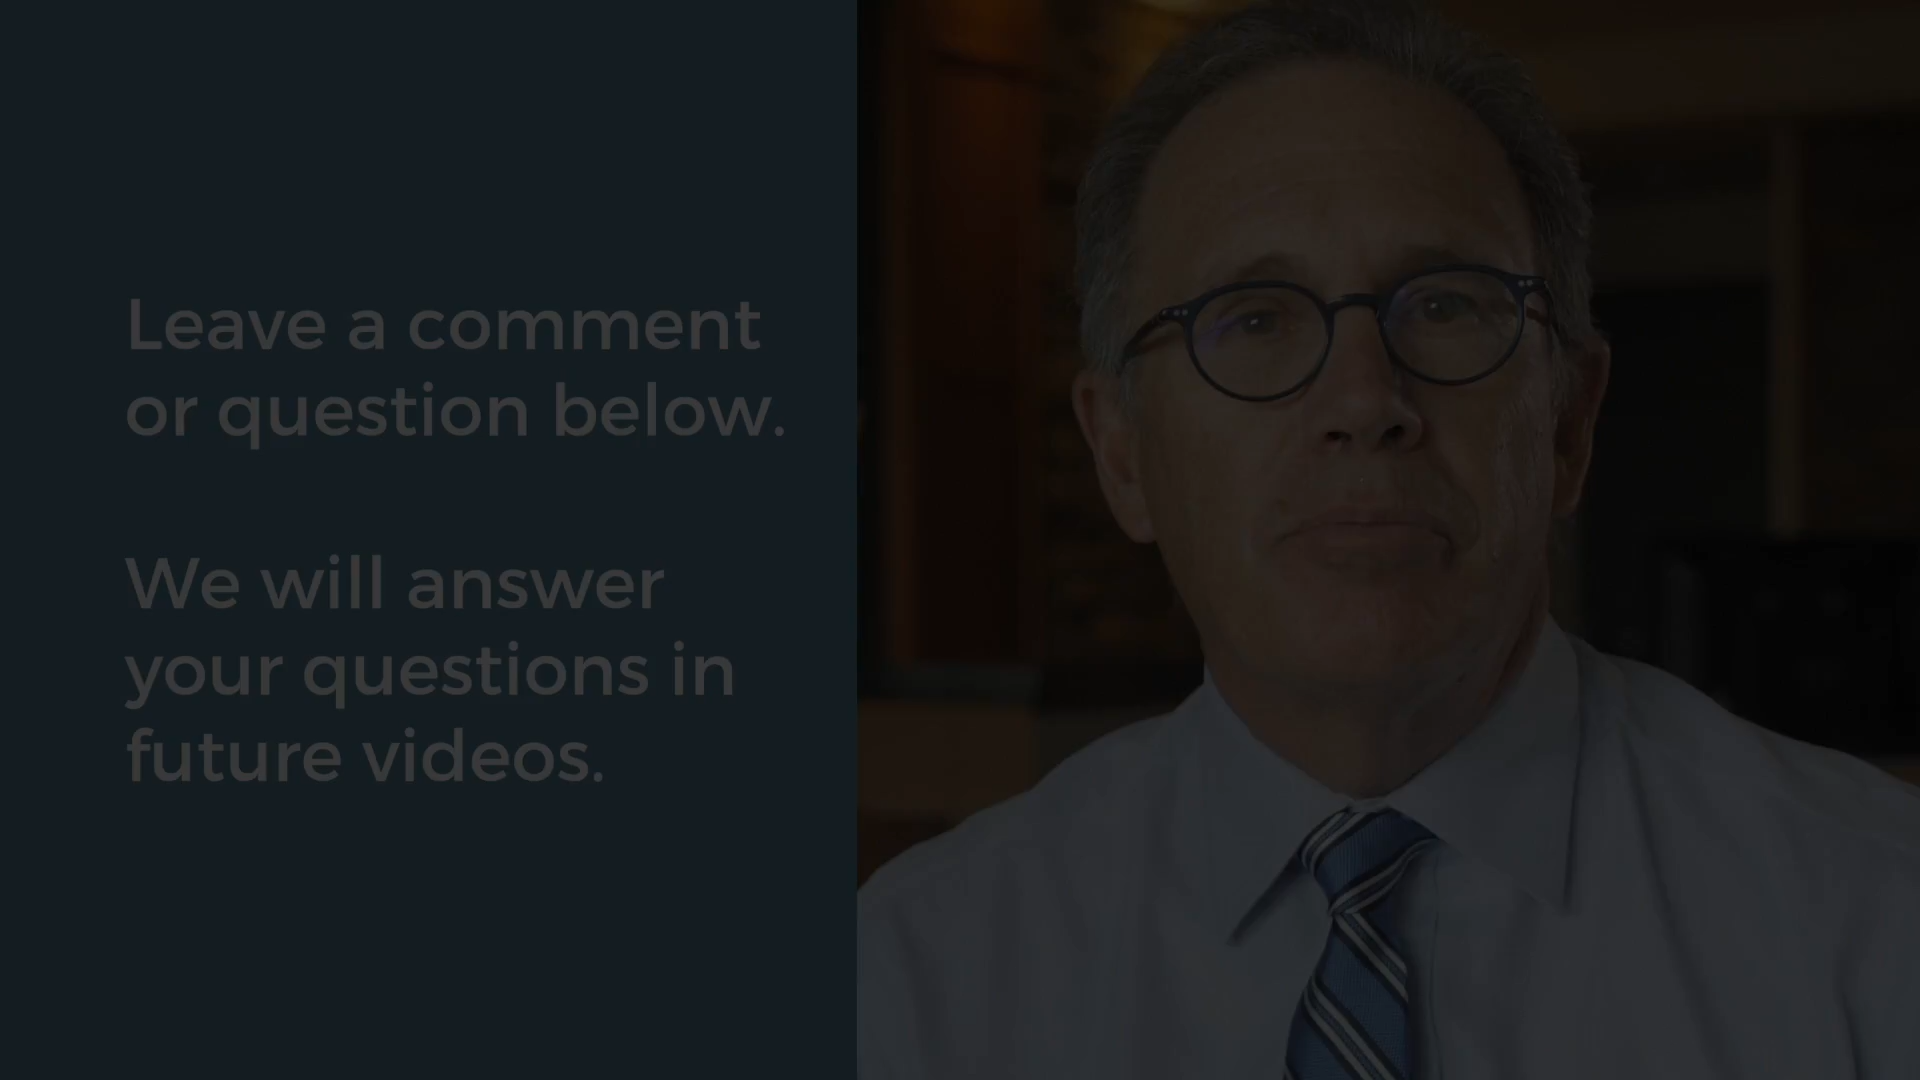 Leave a comment
or question below.
We will answer
your questions in
future videos.